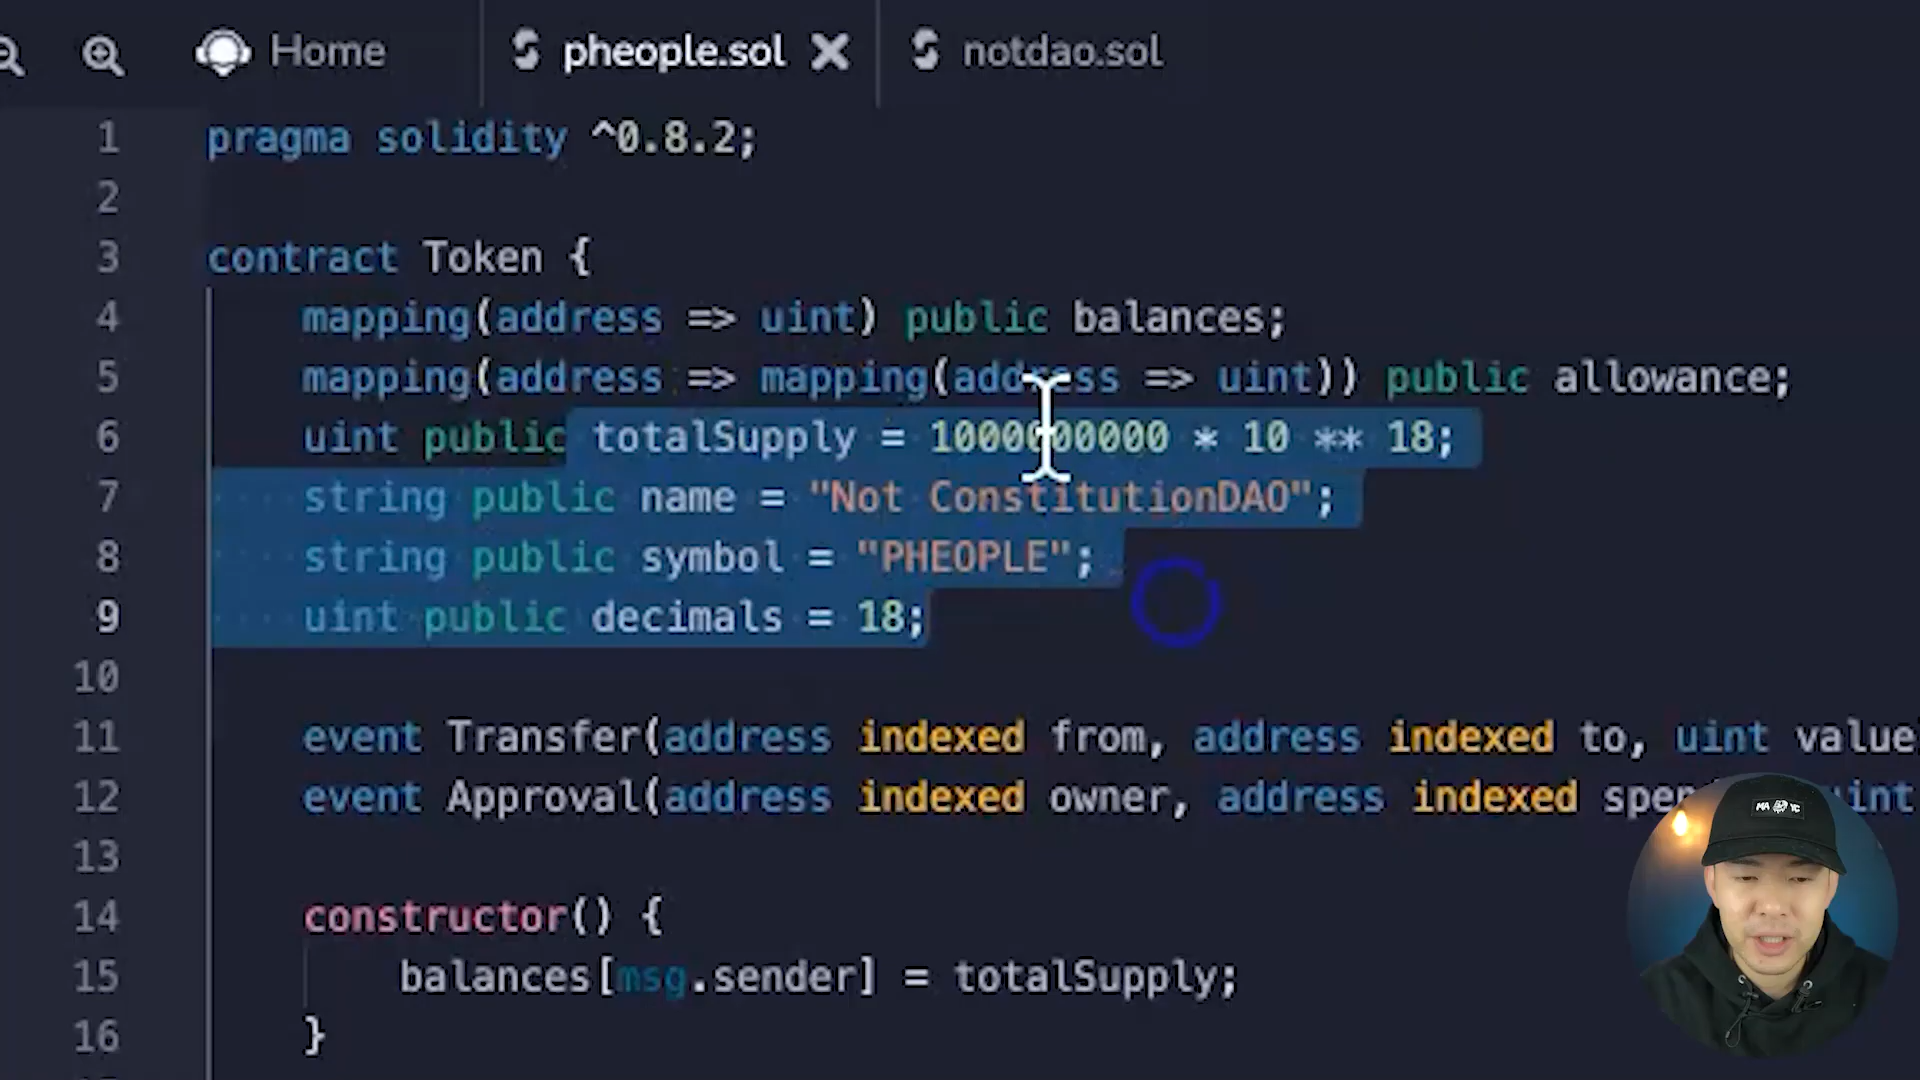 Home pheople.sol notdao.sol
1 pragma solidity ^0.8.2;
2
3 contract Token {
4 mapping(address => uint) public balances;
5 mapping(address => mapping(address => uint)) public allowance;
6 uint public totalSupply = 1000000000 * 10 ** 18;
7 string public name = "Not ConstitutionDAO";
8 string public symbol = "PHEOPLE";
9 uint public decimals = 18;
10
11 event Transfer(address indexed from, address indexed to, uint value
12 event Approval(address indexed owner, address indexed spen uint
13
14 constructor() {
15 balances[msg.sender] = totalSupply;
16 }
MA YC